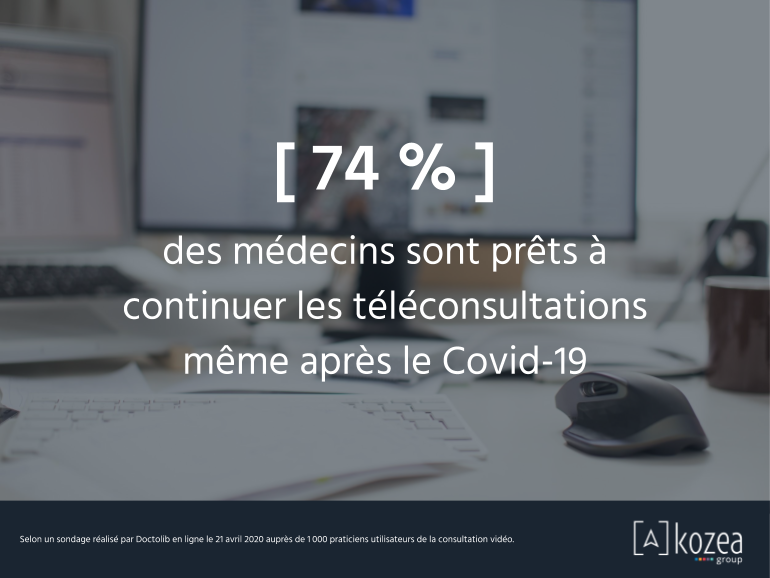 [ 74 % ]
des médecins sont prêts à
continuer les téléconsultations
même après le Covid-19
Selon un sondage réalisé par Doctolib en ligne le 21 avril 2020 auprès de 1 000 praticiens utilisateurs de la consultation vidéo.
[A] kozea
group